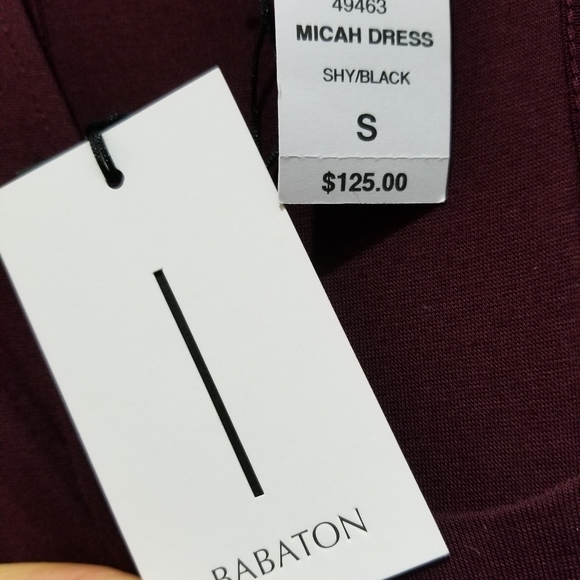 49463
MICAH DRESS
SHY/BLACK
S
$125.00
BABATON